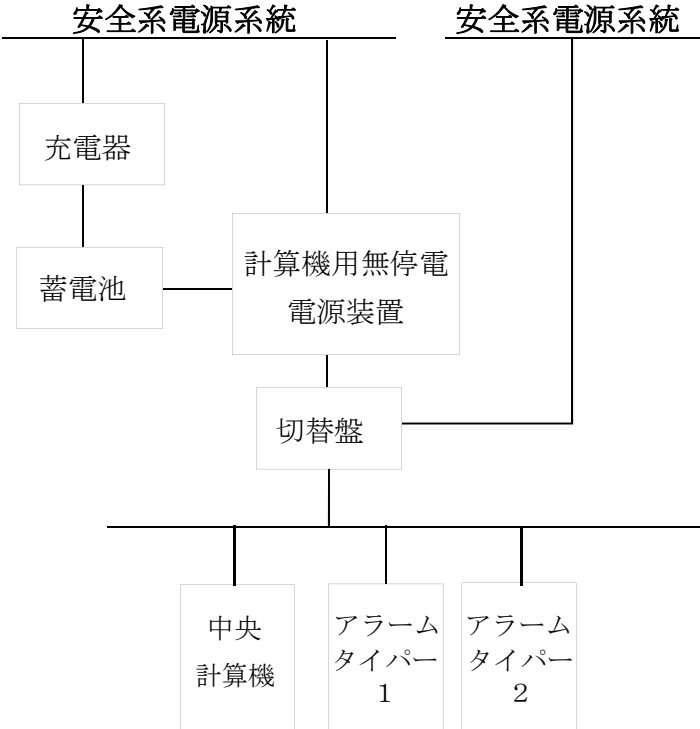 安全系電源系統
安全系電源系統
充電器
蓄電池
計算機用無停電
電源装置
切替盤
中央
計算機
アラーム
タイパー
１
アラーム
タイパー
２